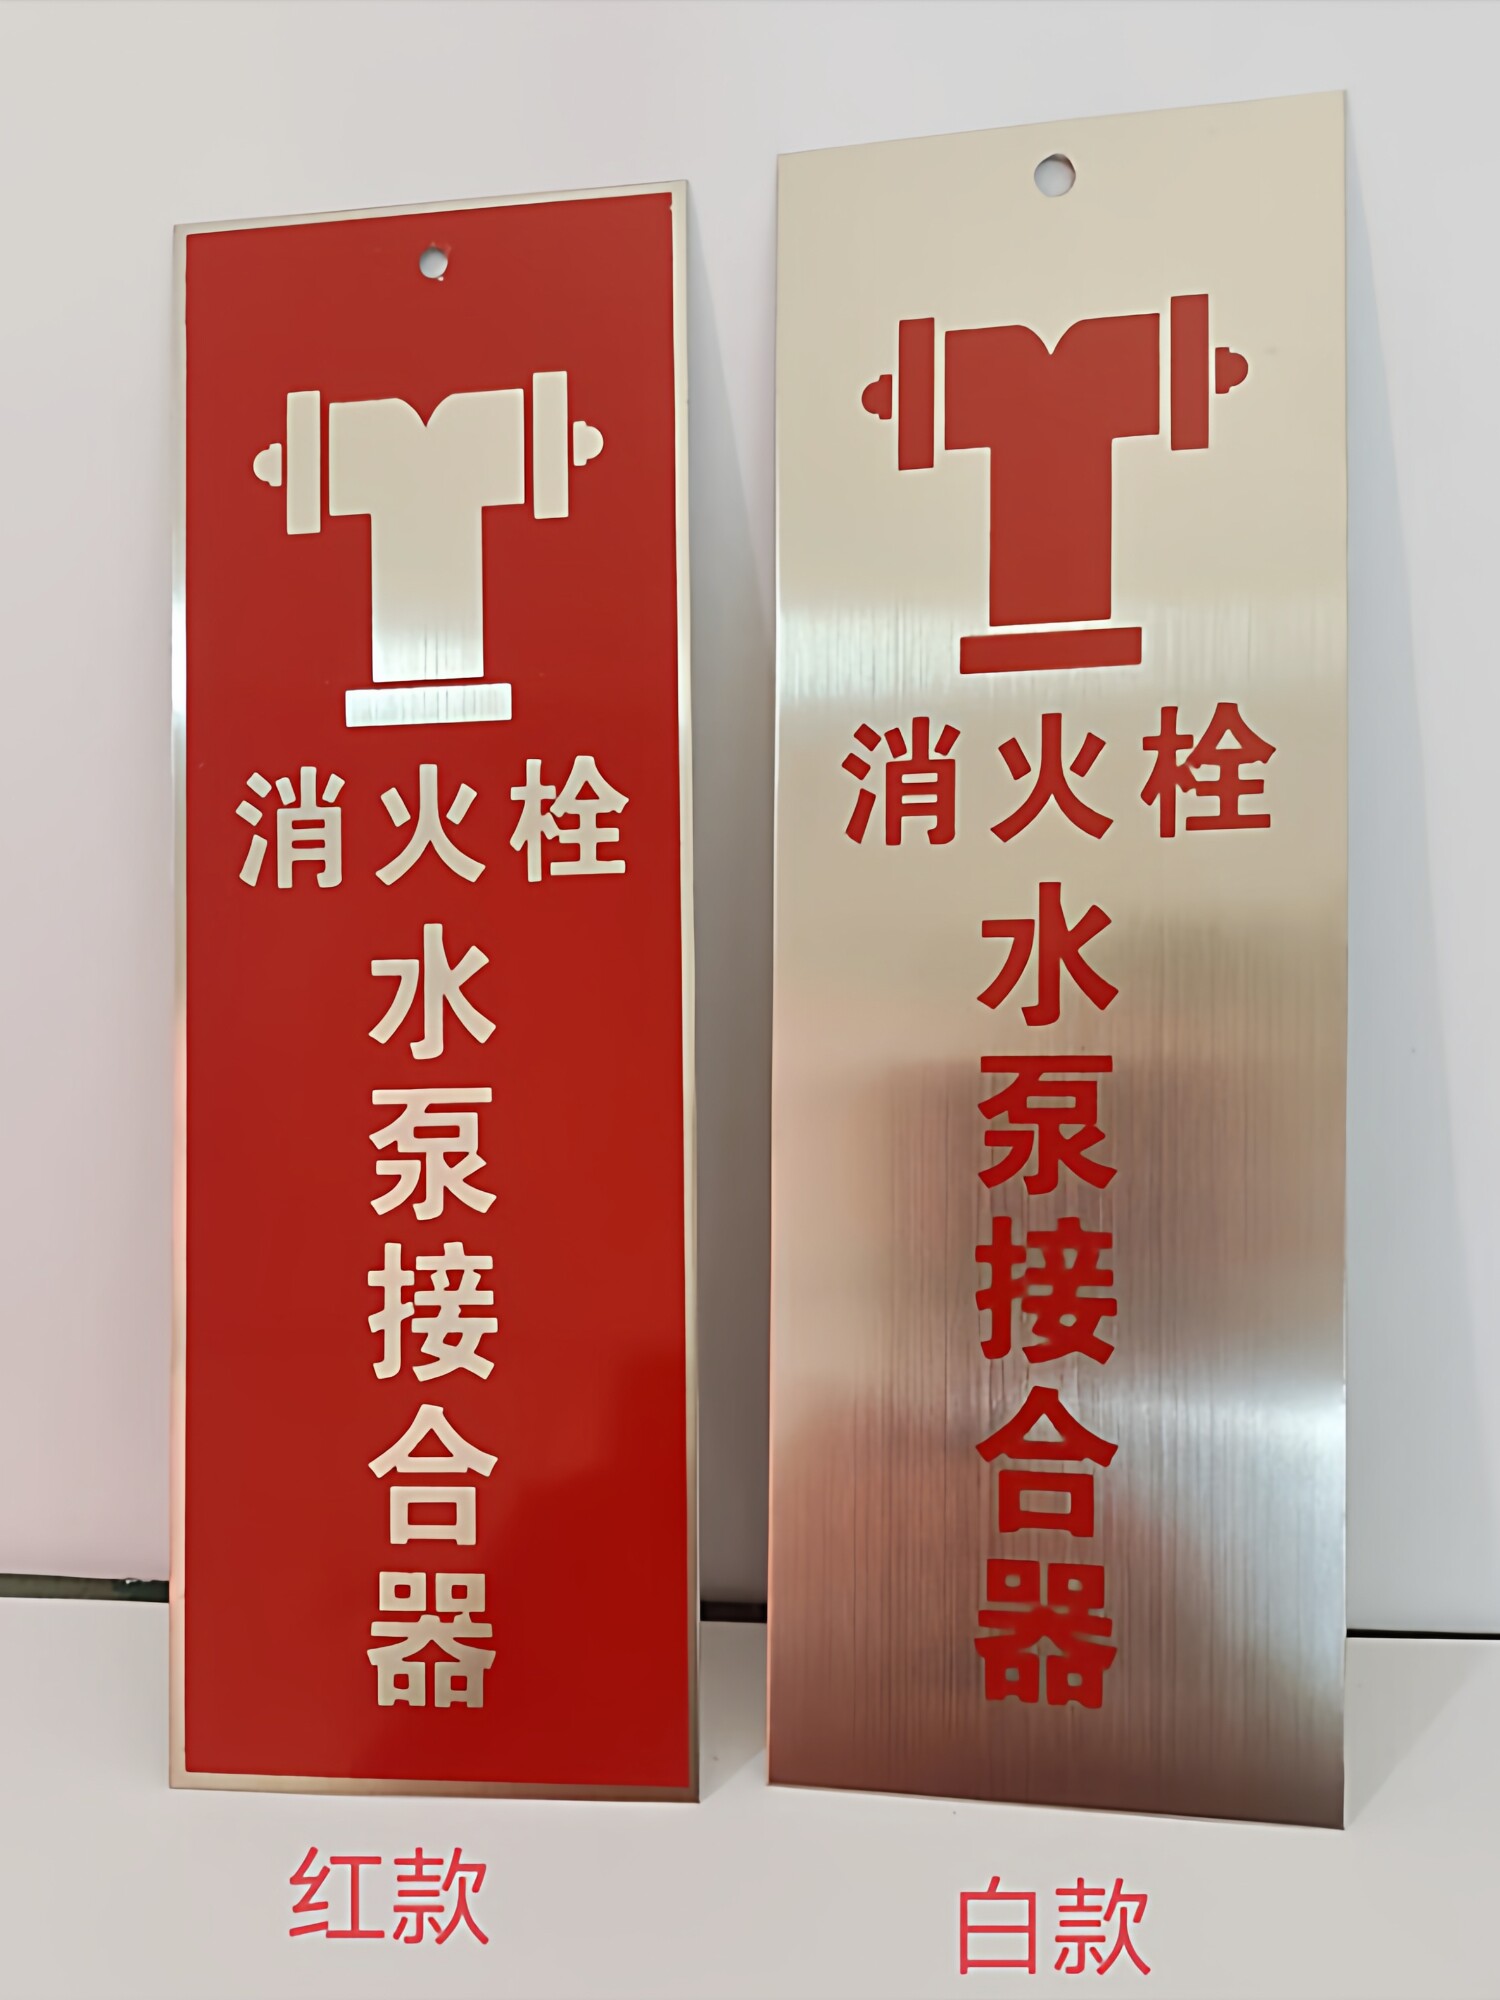 消火栓
水
泵
接
合
器
红款
消火栓
水
泵
接
合
器
白款